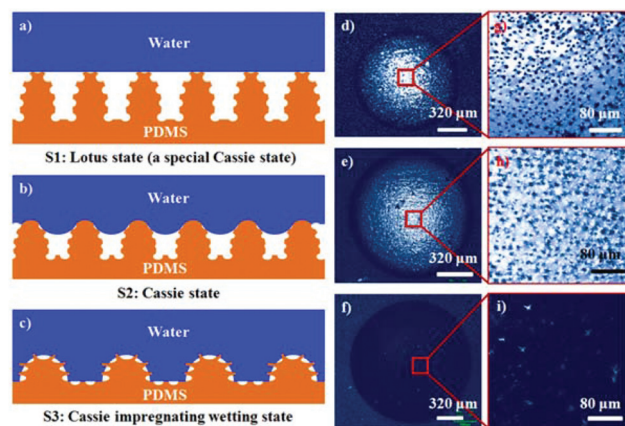 a)
Water
PDMS
S1: Lotus state (a special Cassie state)
b)
Water
PDMS
S2: Cassie state
c)
Water
PDMS
S3: Cassie impregnating wetting state
d)
320 µm
g)
80 µm
e)
320 µm
h)
80 µm
f)
320 µm
i)
80 µm